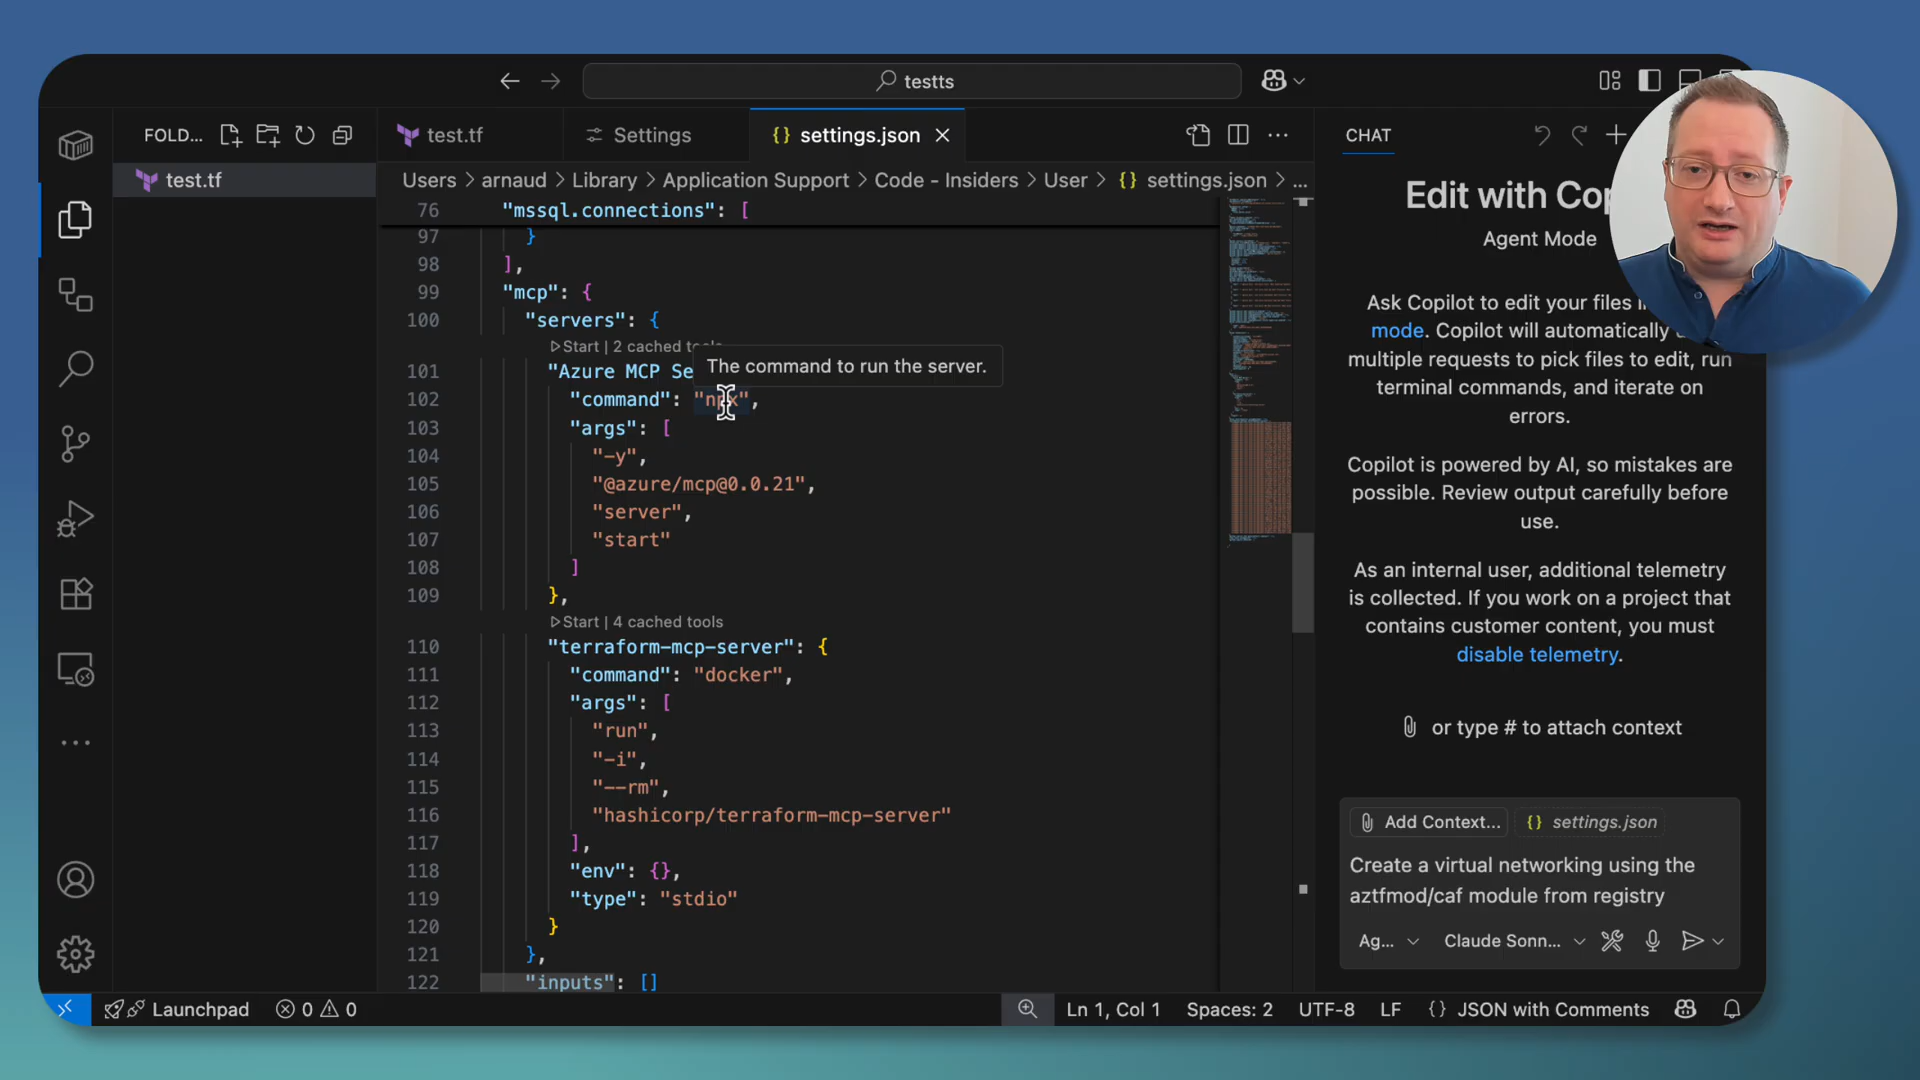 testts
FOLD...
test.tf
Settings
settings.json
CHAT
test.tf
Users > arnaud > Library > Application Support > Code - Insiders > User > {} settings.json > ...
76 "mssql.connections": [
97 }
98 ],
99 "mcp": {
100 "servers": {
Start | 2 cached
101 "Azure MCP
The command to run the server.
102 "command": "npx",
103 "args": [
104 "-y",
105 "@azure/mcp@0.0.21",
106 "server",
107 "start"
108 ]
109 },
Start | 4 cached tools
110 "terraform-mcp-server": {
111 "command": "docker",
112 "args": [
113 "run",
114 "-i",
115 "--rm",
116 "hashicorp/terraform-mcp-server"
117 ],
118 "env": {},
119 "type": "stdio"
120 }
121 },
122 "inputs": []
Edit with
Agent Mode
Ask Copilot to edit your files
mode. Copilot will automatically
multiple requests to pick files to edit, run
terminal commands, and iterate on
errors.
Copilot is powered by AI, so mistakes are
possible. Review output carefully before
use.
As an internal user, additional telemetry
is collected. If you work on a project that
contains customer content, you must
disable telemetry.
or type # to attach context
Add Context...
{} settings.json
Create a virtual networking using the
aztfmod/caf module from registry
Ag...
Claude Sonn...
Launchpad
0
0
Ln 1, Col 1
Spaces: 2
UTF-8
LF
{} JSON with Comments